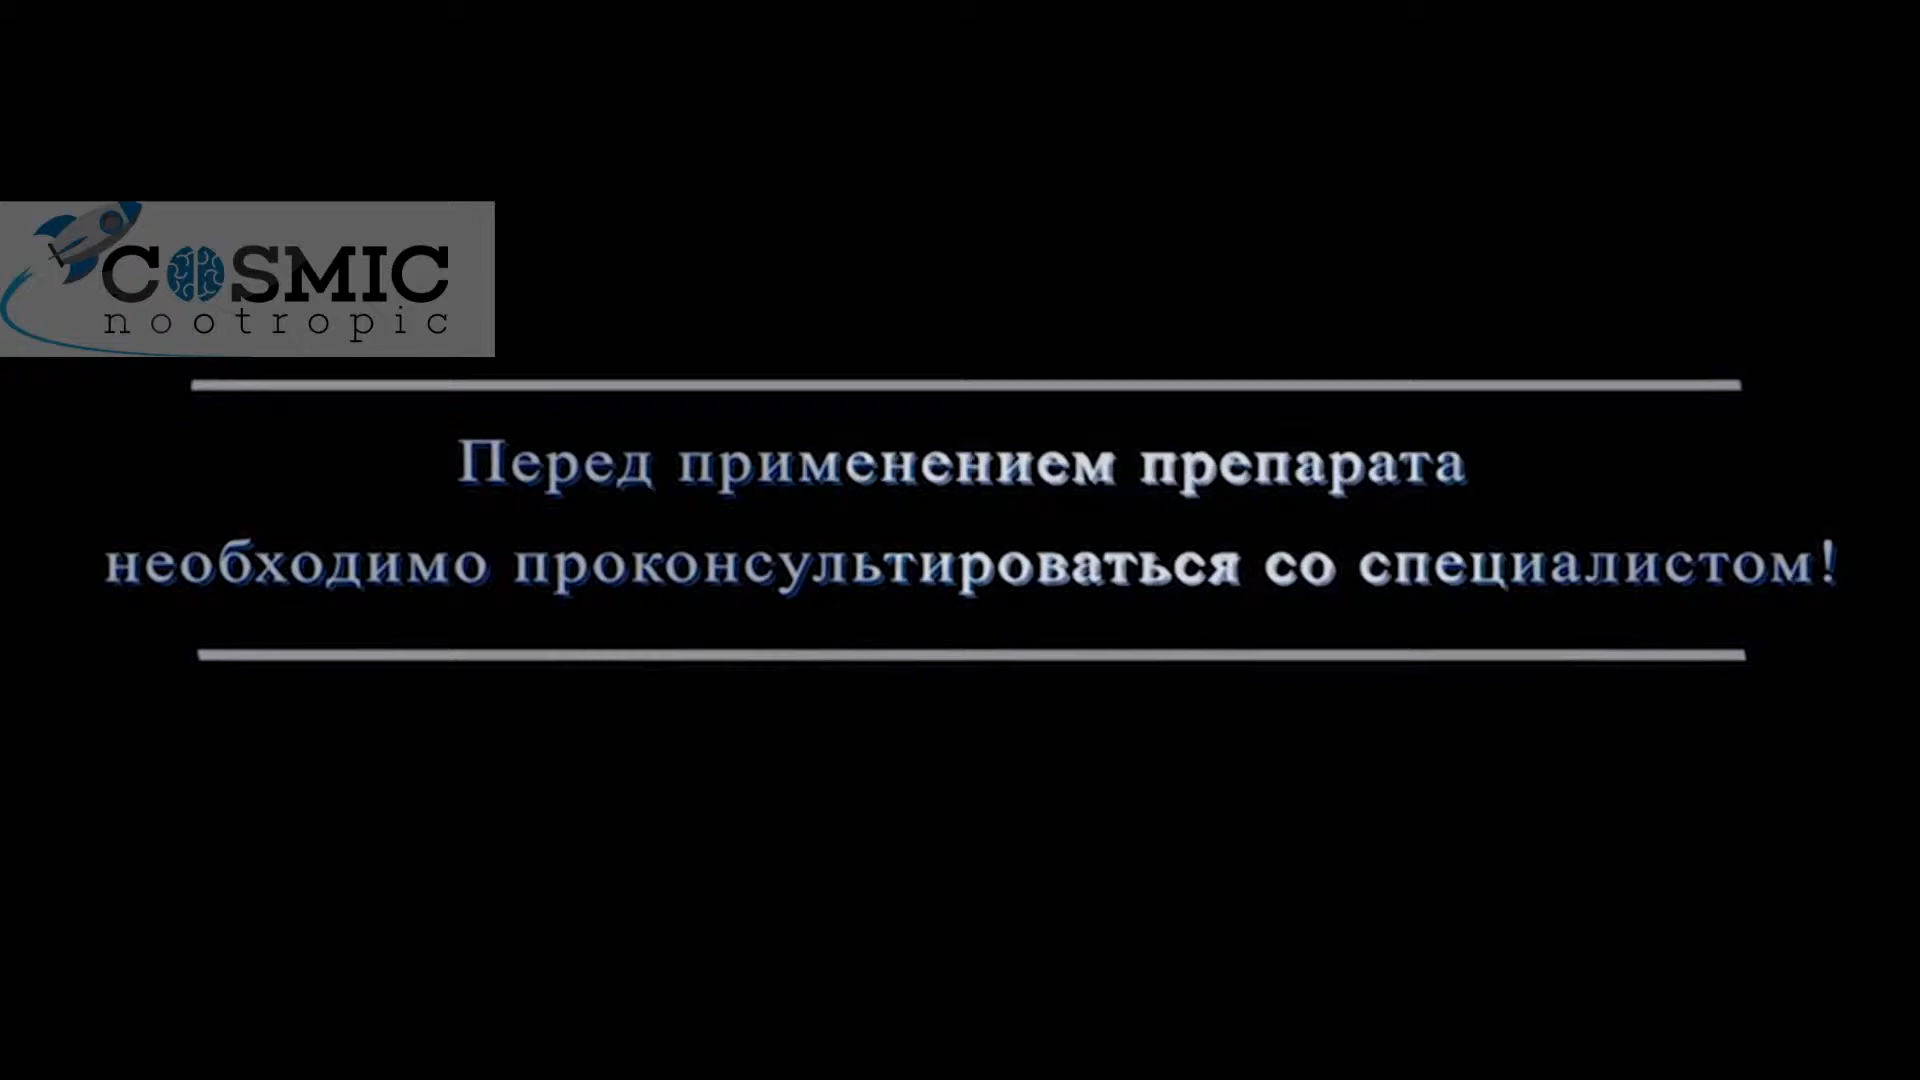 COSMIC
nootropic
Перед применением препарата
необходимо проконсультироваться со специалистом!